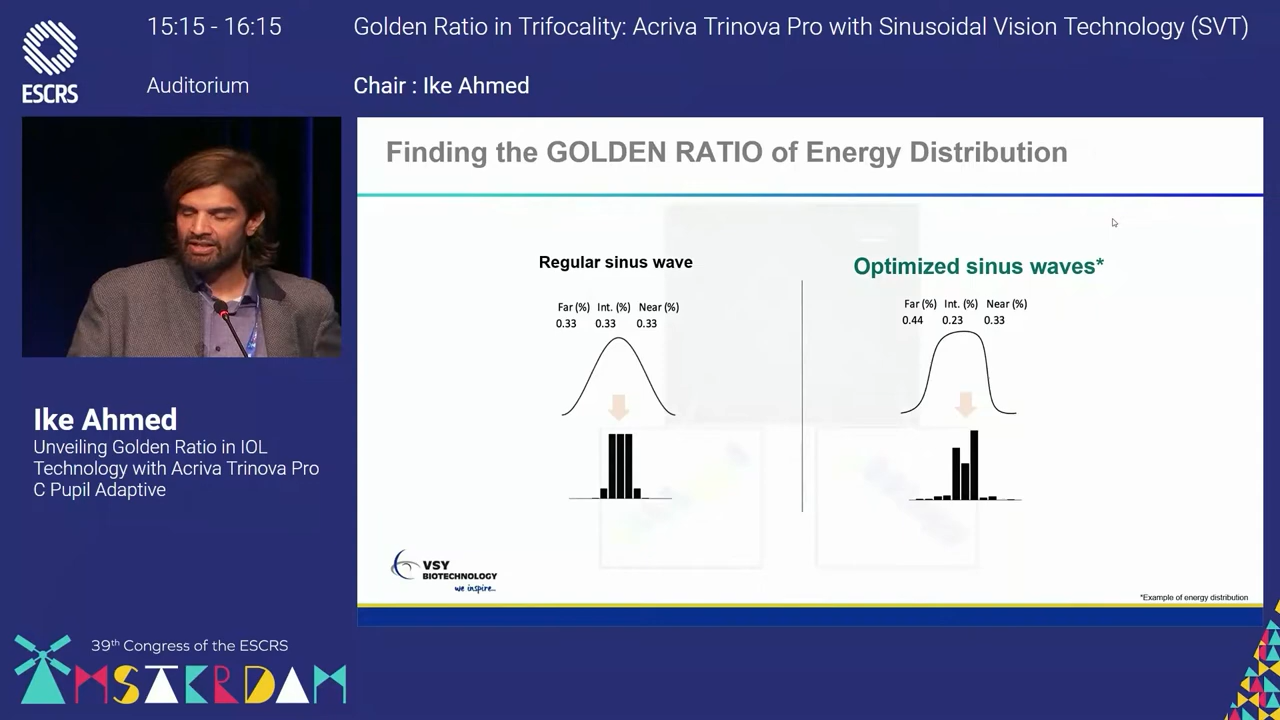 15:15 - 16:15
Golden Ratio in Trifocality: Acriva Trinova Pro with Sinusoidal Vision Technology (SVT)
ESCRS
Auditorium
Chair : Ike Ahmed
Finding the GOLDEN RATIO of Energy Distribution
Regular sinus wave
Far (%) Int. (%) Near (%)
0.33 0.33 0.33
Optimized sinus waves*
Far (%) Int. (%) Near (%)
0.44 0.23 0.33
Ike Ahmed
Unveiling Golden Ratio in IOL
Technology with Acriva Trinova Pro
C Pupil Adaptive
VSY
BIOTECHNOLOGY
we inspire..
*Example of energy distribution
39th Congress of the ESCRS
AMSTERDAM